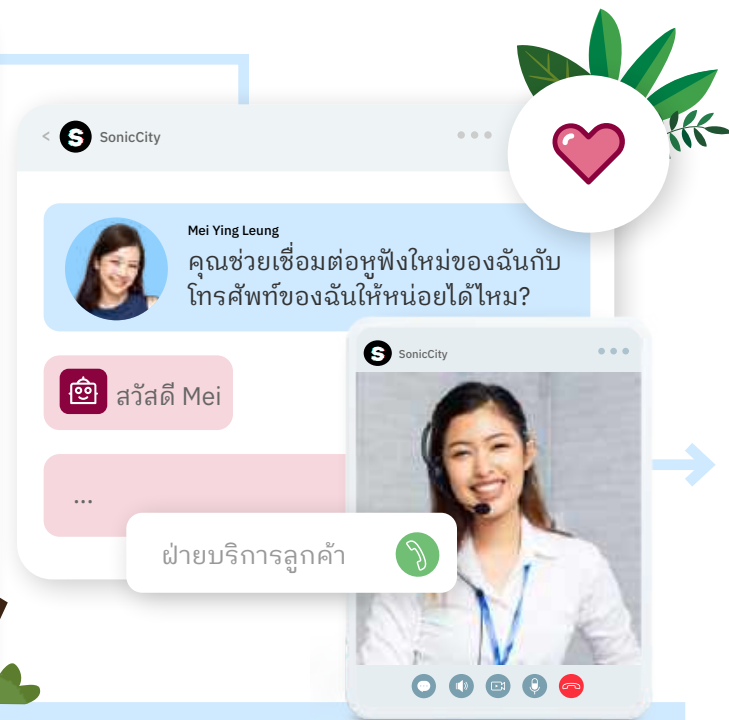 < S SonicCity
Mei Ying Leung
คุณช่วยเชื่อมต่อหูฟังใหม่ของฉันกับ
โทรศัพท์ของฉันให้หน่อยได้ไหม?
S SonicCity
สวัสดี Mei
...
ฝ่ายบริการลูกค้า